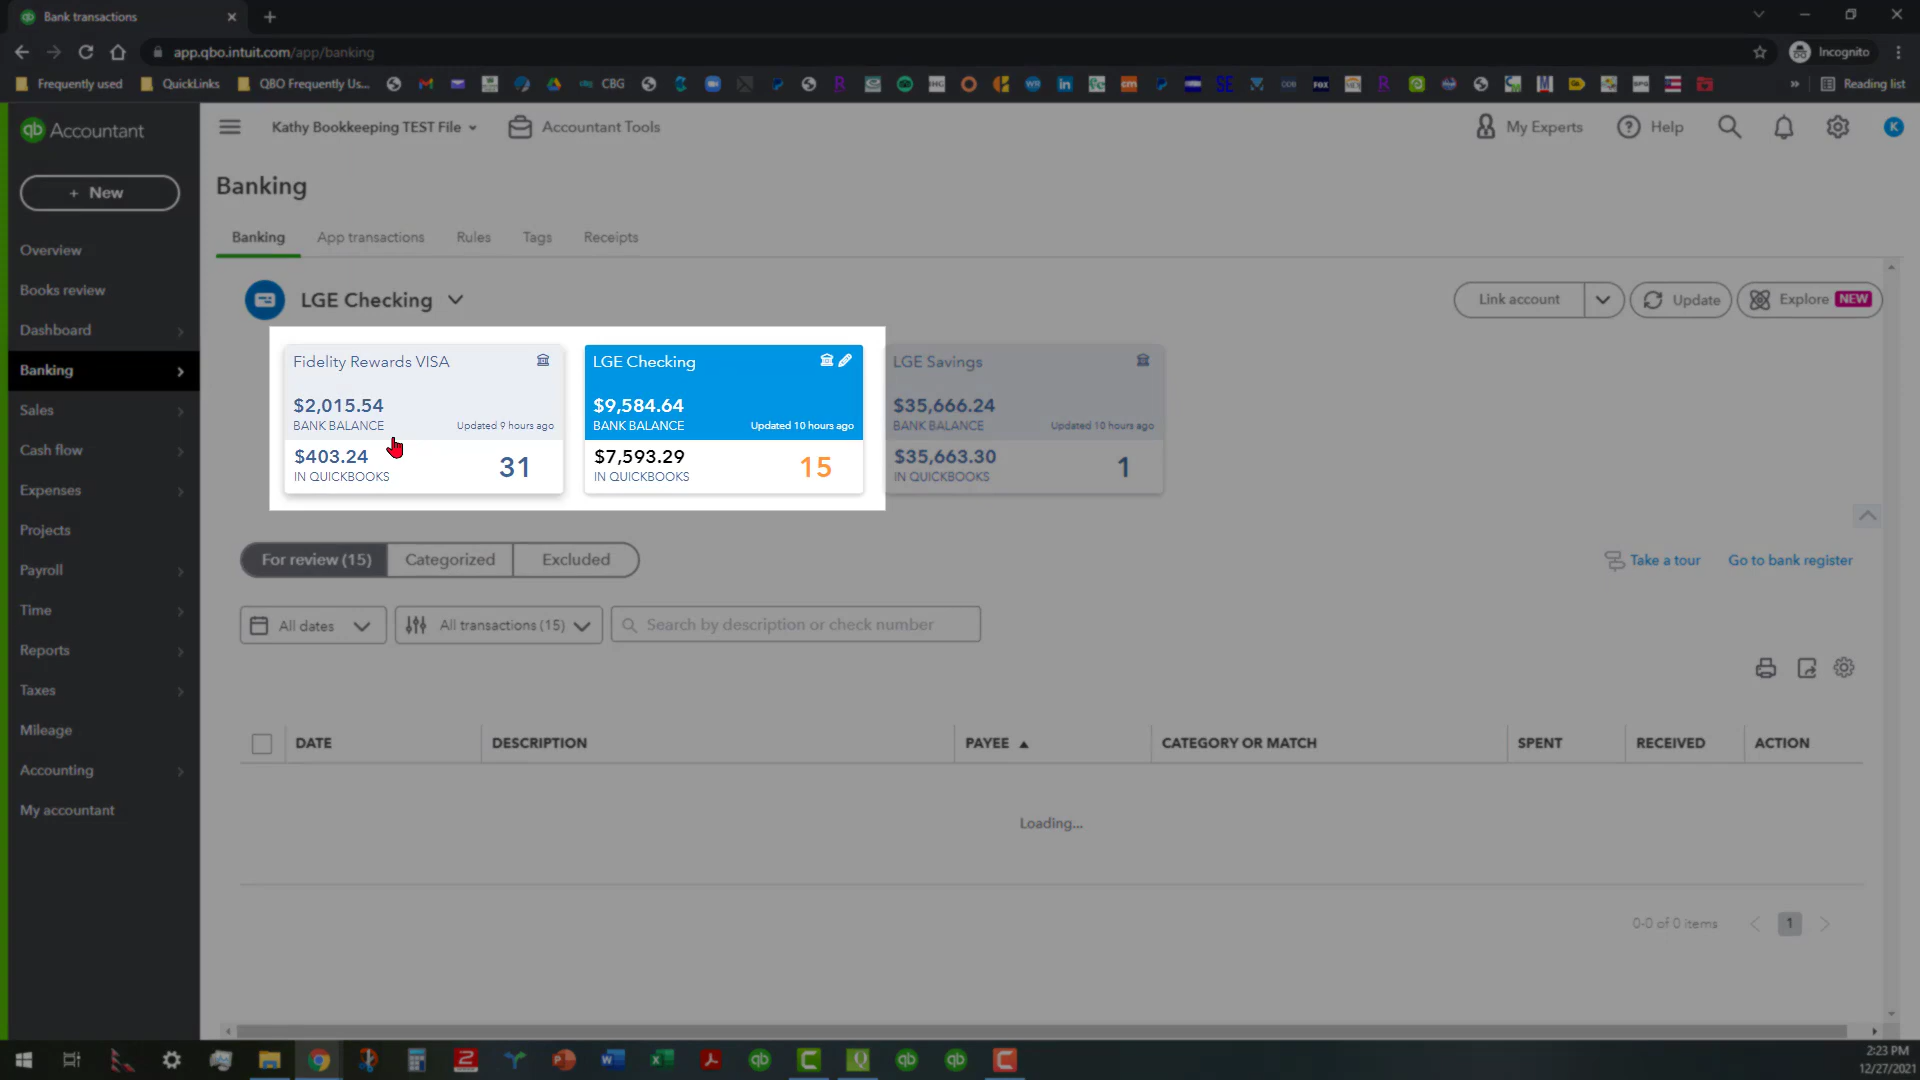 Bank transactions
app.qbo.intuit.com/app/banking
Incognito
Frequently used
QuickLinks
QBO Frequently Us...
CBG
Reading list
qb Accountant
Kathy Bookkeeping TEST File
Accountant Tools
My Experts
Help
K
+ New
Banking
Banking
App transactions
Rules
Tags
Receipts
Overview
Books review
Dashboard
Banking
Sales
Cash flow
Expenses
Projects
Payroll
Time
Reports
Taxes
Mileage
Accounting
My accountant
LGE Checking
Link account
Update
Explore NEW
Fidelity Rewards VISA
$2,015.54
BANK BALANCE
Updated 9 hours ago
$403.24
IN QUICKBOOKS
31
LGE Checking
$9,584.64
BANK BALANCE
Updated 10 hours ago
$7,593.29
IN QUICKBOOKS
15
LGE Savings
$35,666.24
BANK BALANCE
Updated 10 hours ago
$35,663.30
IN QUICKBOOKS
1
For review (15)
Categorized
Excluded
Take a tour
Go to bank register
All dates
All transactions (15)
Search by description or check number
DATE
DESCRIPTION
PAYEE
CATEGORY OR MATCH
SPENT
RECEIVED
ACTION
Loading...
0-0 of 0 items
1
2:23 PM
12/27/2021